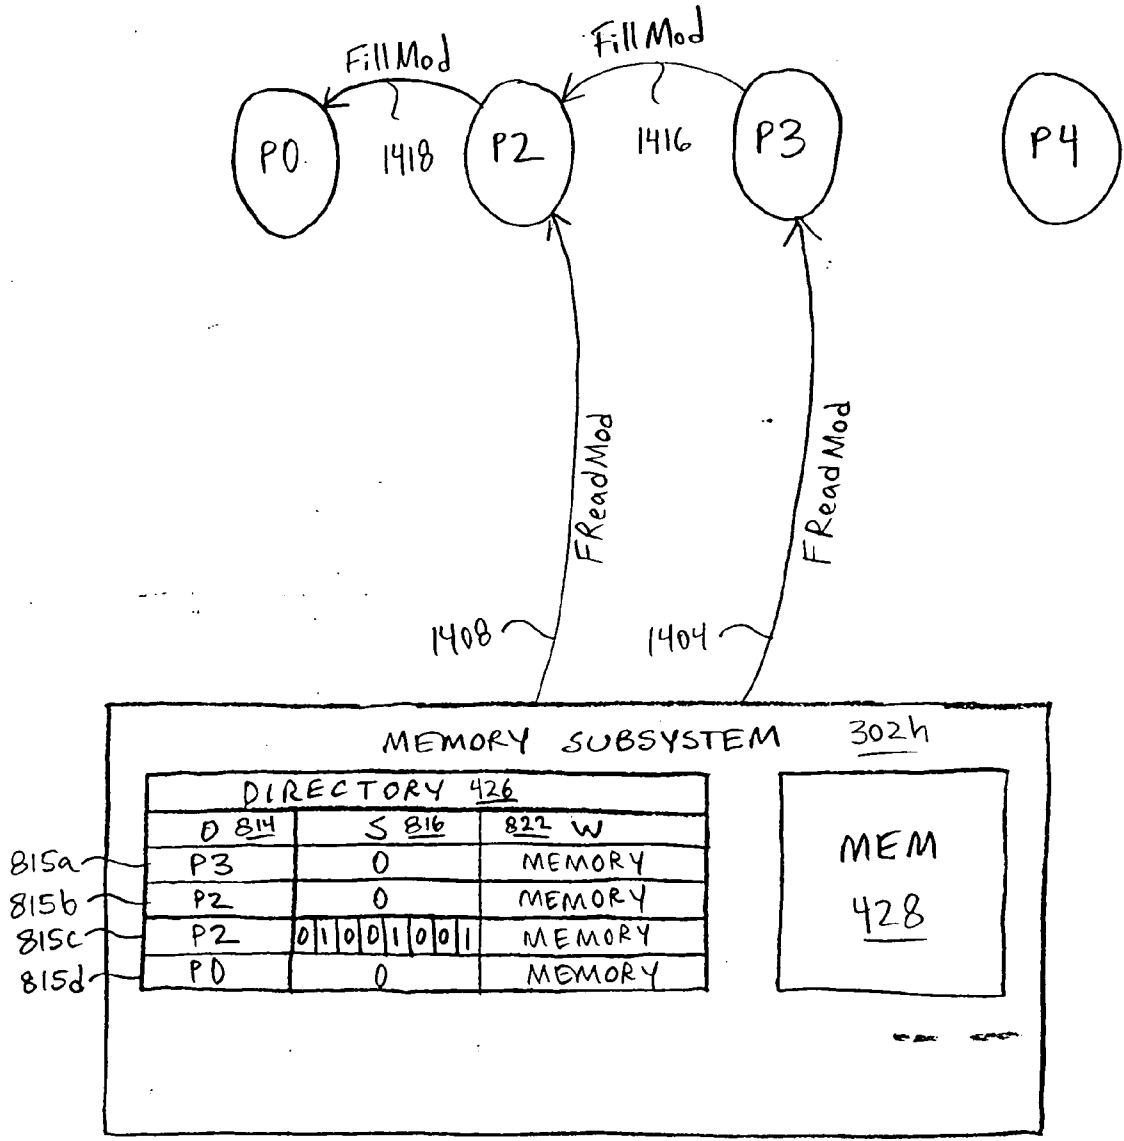 FillMod
FillMod
P0
1418
P2
1416
P3
P4
FReadMod
FReadMod
1408
1404
MEMORY SUBSYSTEM 302h
DIRECTORY 426
O 814 S 816 822 W
815a P3 0 MEMORY
815b P2 0 MEMORY
815c P2 0 1 0 0 1 0 0 1 MEMORY
815d P0 0 MEMORY
MEM
428